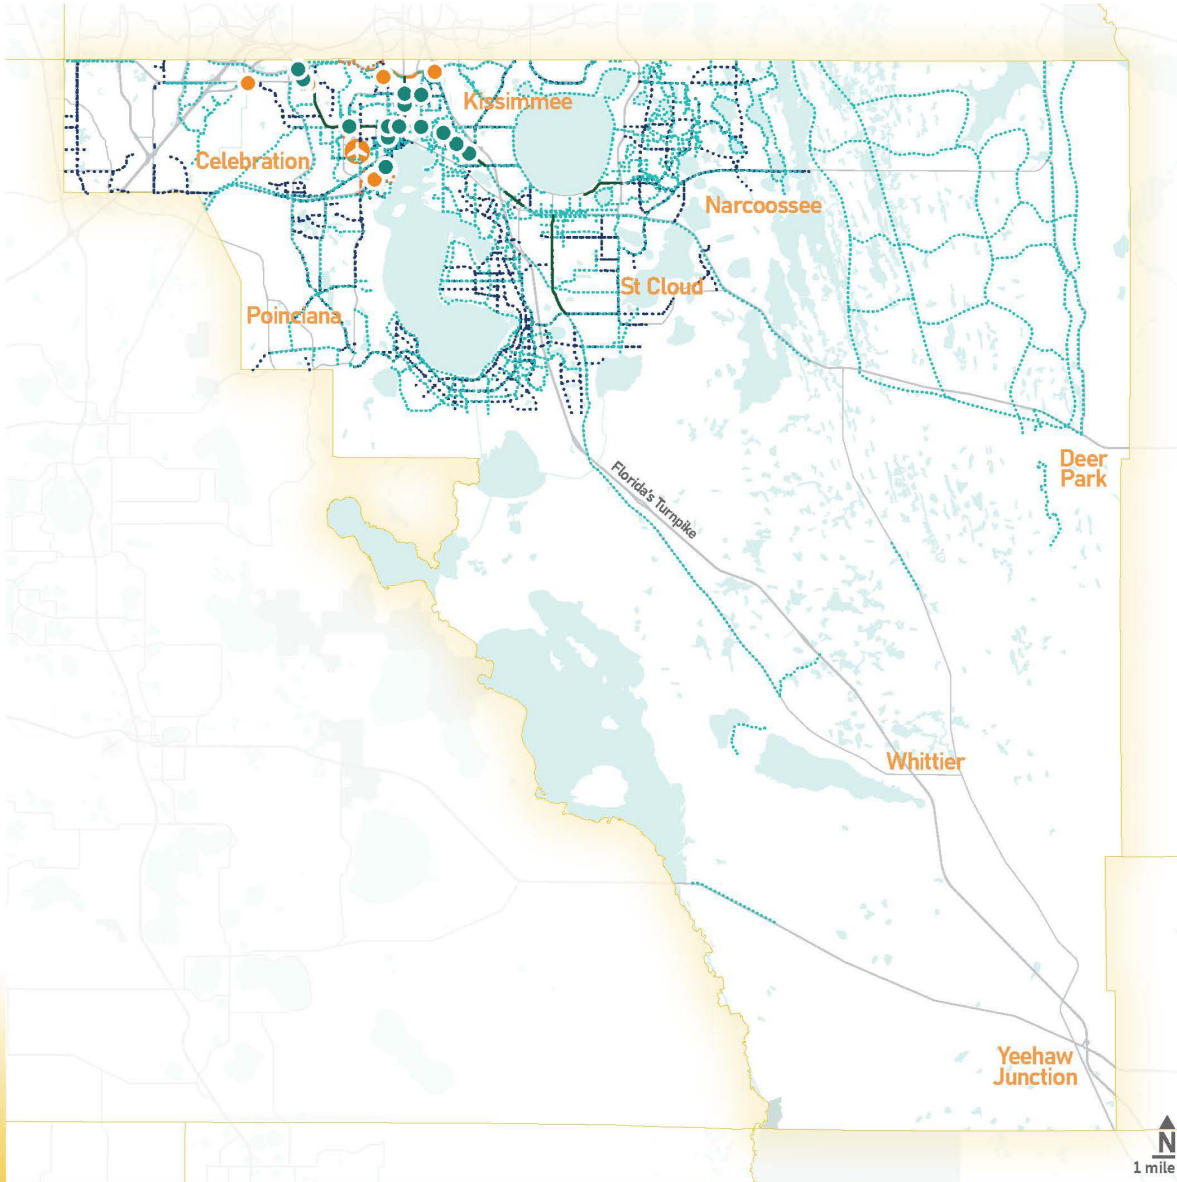 Kissimmee
Celebration
Narcoossee
St Cloud
Poinciana
Deer
Park
Florida's Turnpike
Whittier
Yeehaw
Junction
N
1 mile